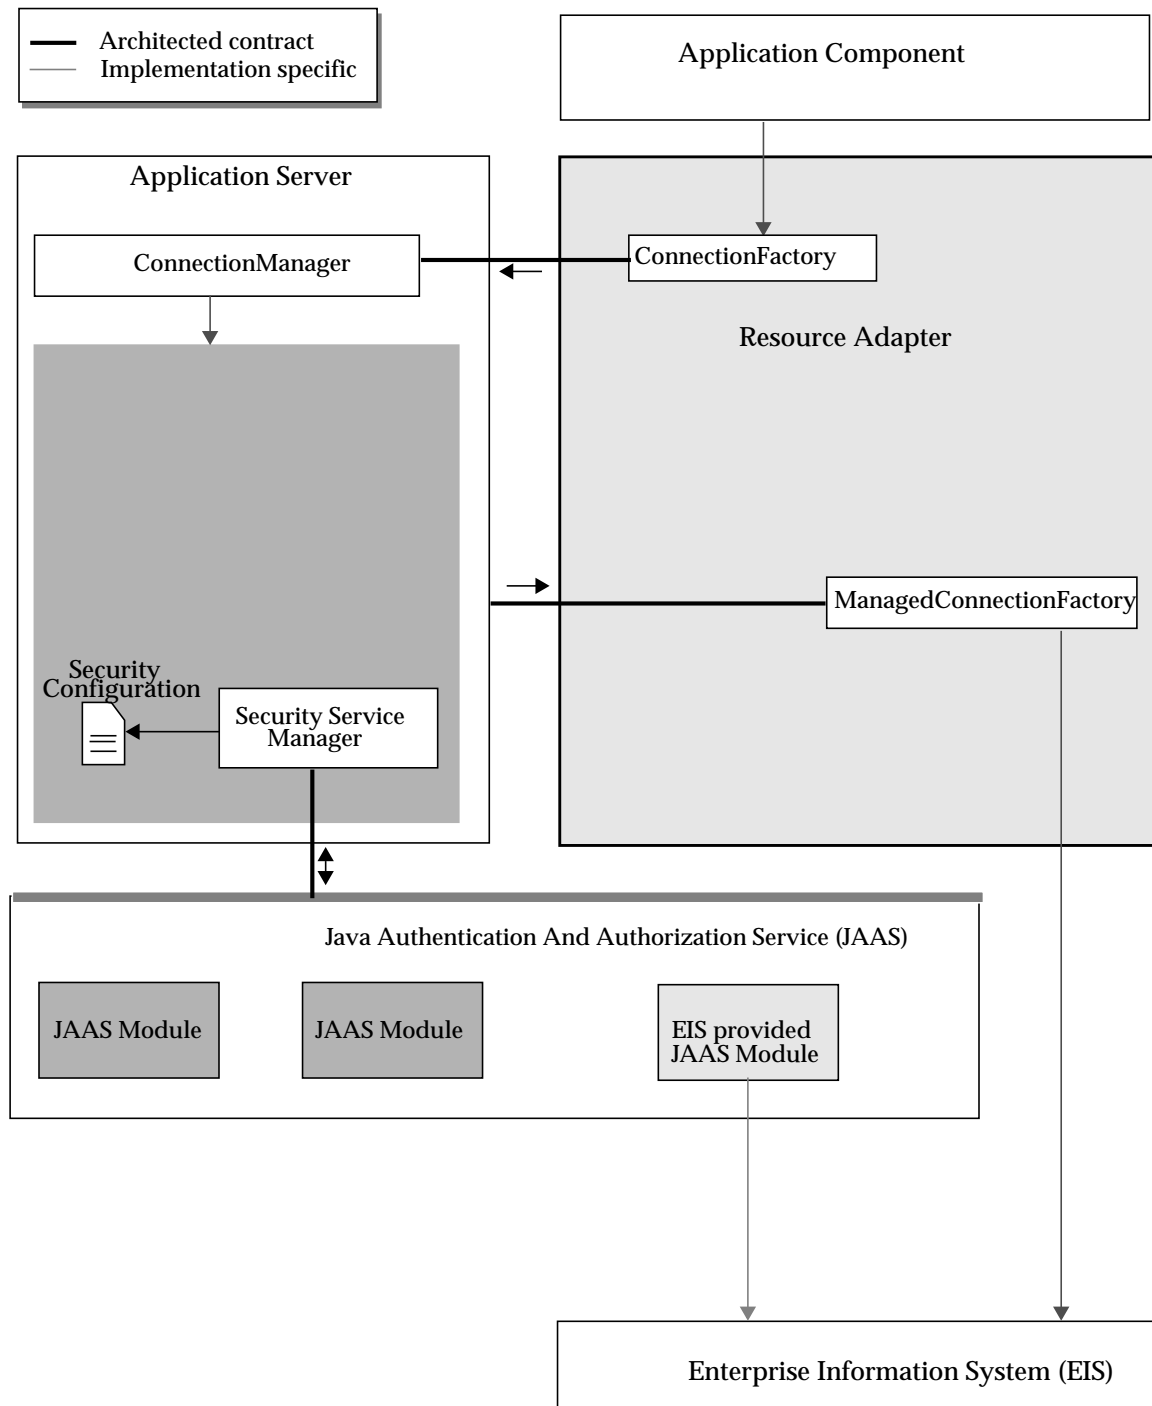 Architected contract
Implementation specific
Application Component
Application Server
ConnectionManager
ConnectionFactory
Resource Adapter
ManagedConnectionFactory
Security
Configuration
Security Service
Manager
Java Authentication And Authorization Service (JAAS)
JAAS Module
JAAS Module
EIS provided
JAAS Module
Enterprise Information System (EIS)